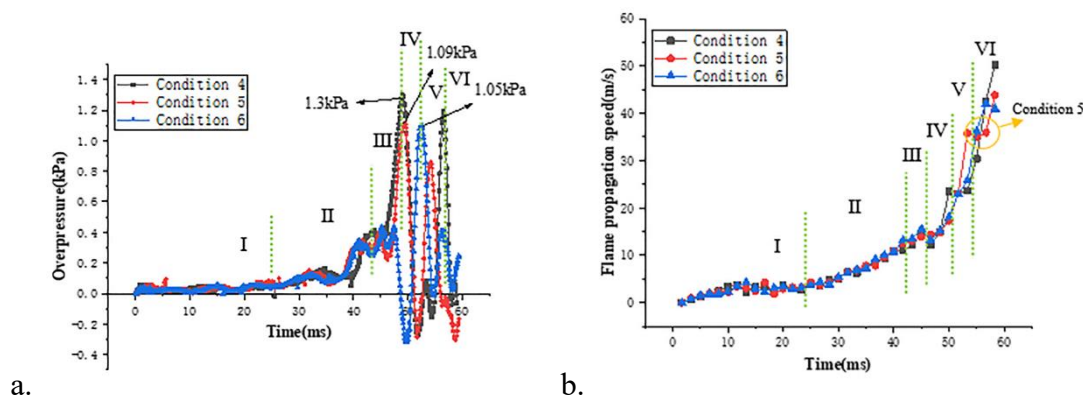 IV
1.09kPa
VI
1.4
Condition 4
Condition 5
Condition 6
1.05kPa
1.2
1.3kPa
V
1.0
0.8
III
0.6
II
I
0.4
0.2
0.0
0
10
20
30
40
50
60
-0.2
Time(ms)
-0.4
Overpressure(kPa)
a.
60
Condition 4
Condition 5
Condition 6
VI
50
V
Condition 5
40
IV
III
30
II
20
I
10
0
0
10
20
30
40
50
60
Time(ms)
Flame propagation speed(m/s)
b.